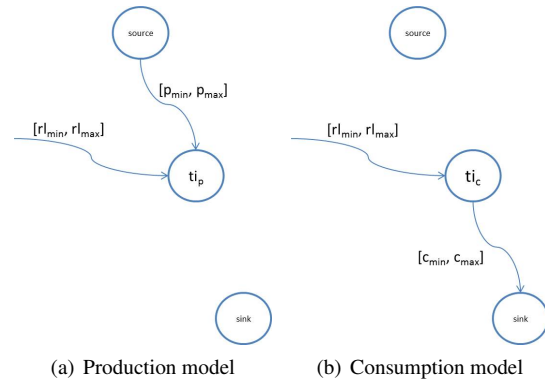 source
[p_min, p_max]
[rl_min, rl_max]
ti_p
sink
(a) Production model
source
[rl_min, rl_max]
ti_c
[c_min, c_max]
sink
(b) Consumption model